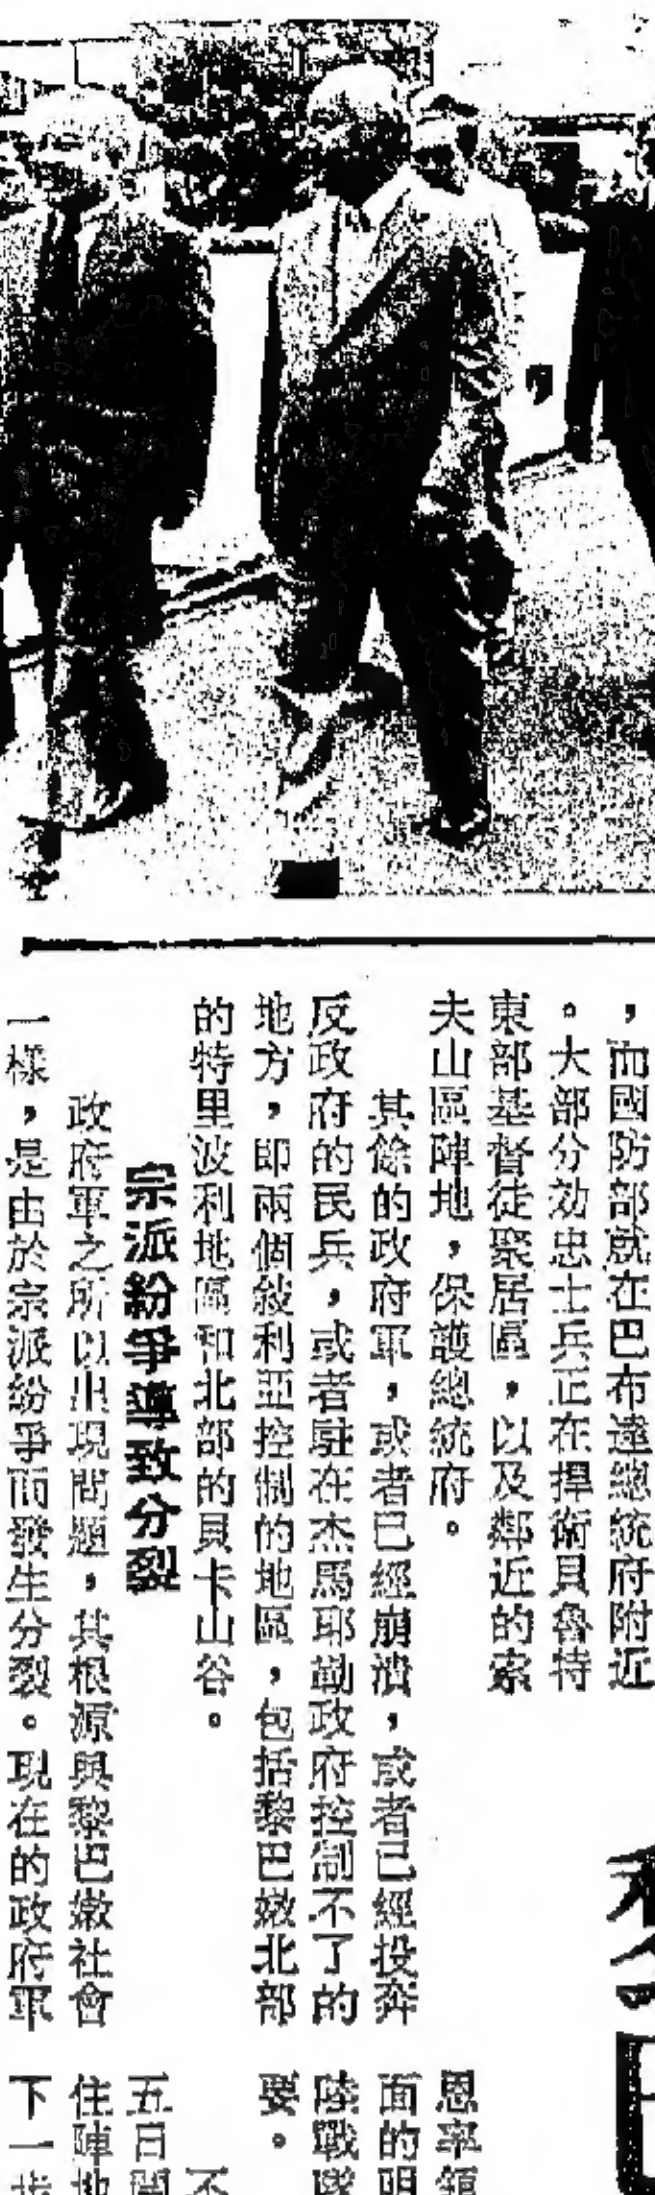 ，而國防部就在巴布達總統府附近
。大部分効忠士兵正在捍衛貝魯特
東部基督徒聚居區，以及鄰近的索
夫山區陣地，保護總統府。
其餘的政府軍，或者已經崩潰，或者已經投奔
反政府的民兵，或者駐在杰馬耶勒政府控制不了的
地方，即兩個敍利亞控制的地區，包括黎巴嫩北部
的特里波利地區和北部的貝卡山谷。
宗派紛爭導致分裂
政府軍之所以出現問題，其根源與黎巴嫩社會
一樣，是由於宗派紛爭而發生分裂。現在的政府軍
恩率領
面的明
陸戰隊
要。
不
五日
住陣地
下一步